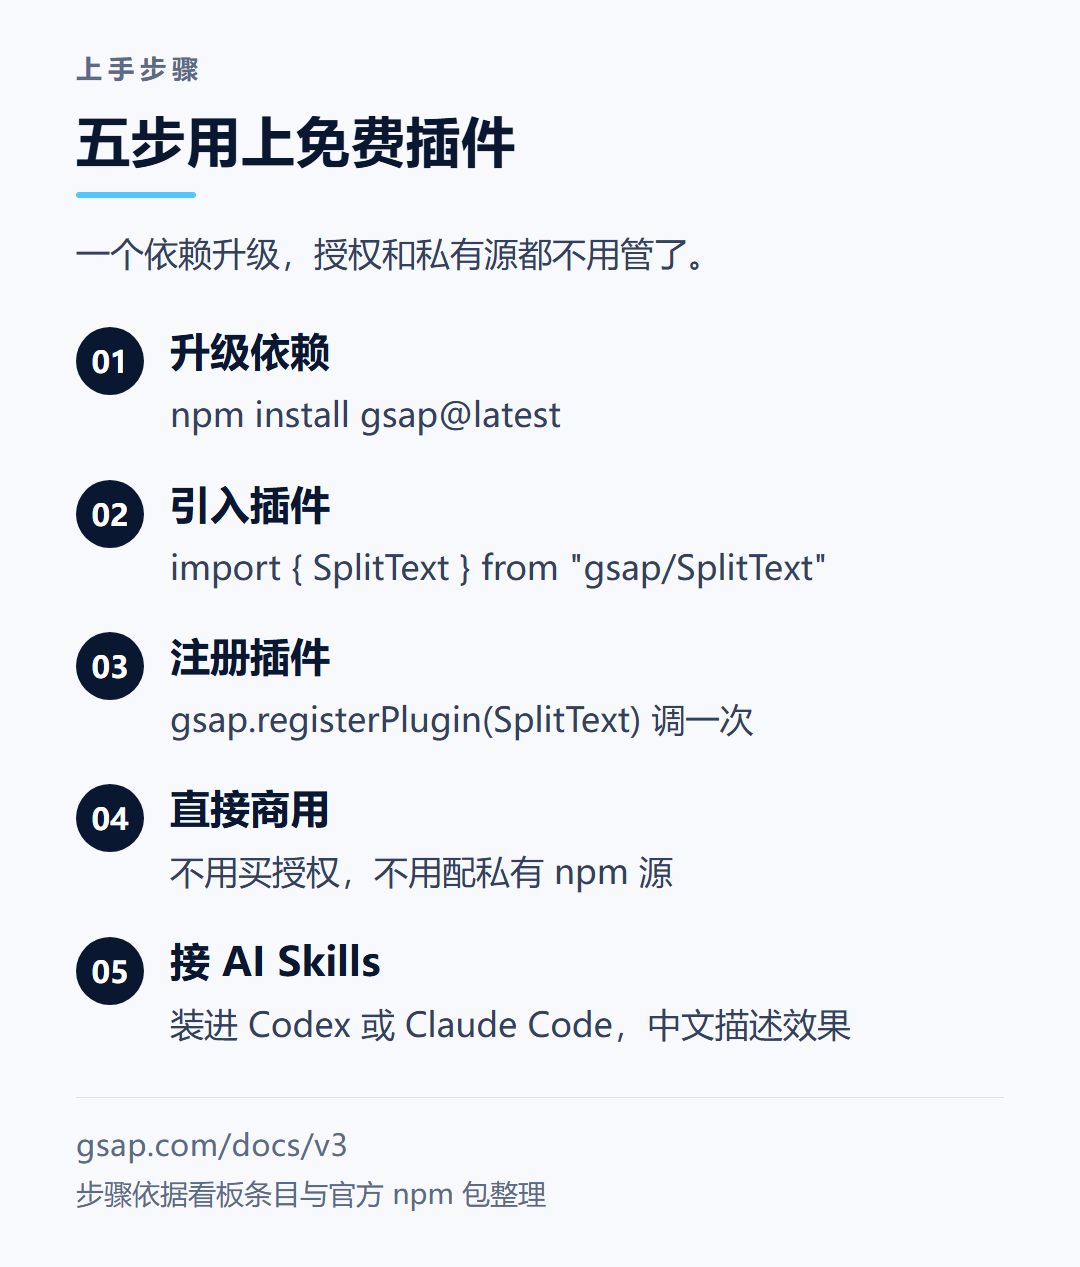 上手步骤
五步用上免费插件
一个依赖升级，授权和私有源都不用管了。
01
升级依赖
npm install gsap@latest
02
引入插件
import { SplitText } from "gsap/SplitText"
03
注册插件
gsap.registerPlugin(SplitText) 调一次
04
直接商用
不用买授权，不用配私有 npm 源
05
接 AI Skills
装进 Codex 或 Claude Code，中文描述效果
gsap.com/docs/v3
步骤依据看板条目与官方 npm 包整理